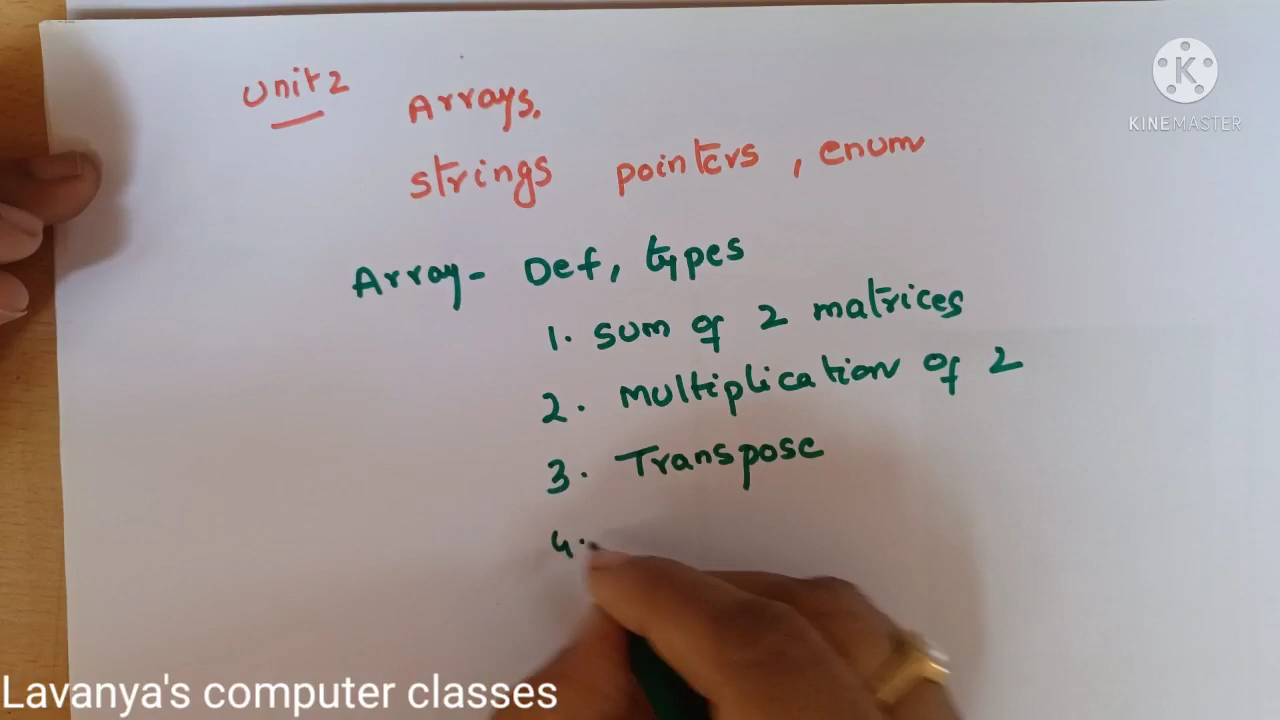 Unit 2 Arrays.
strings pointers, enum
Array- Def, types
1. sum of 2 matrices
2. Multiplication of 2
3. Transpose
4.
KINEMASTER
Lavanya's computer classes